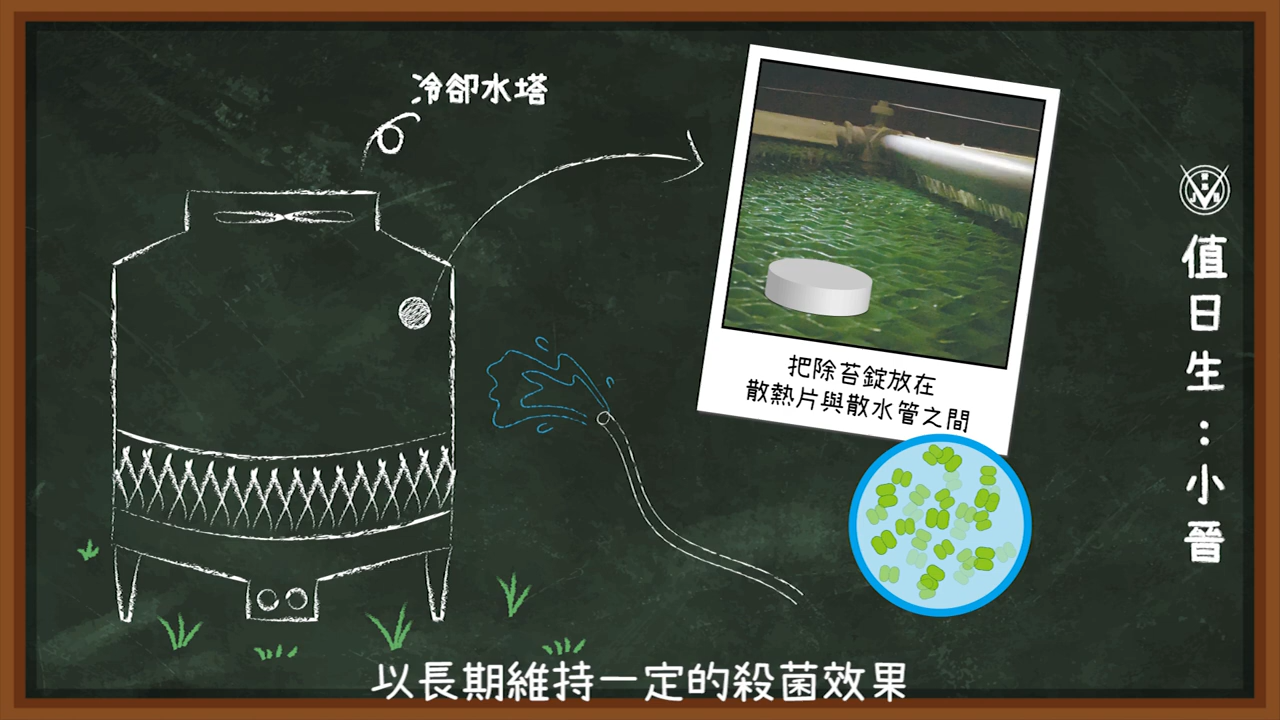 冷卻水塔
把除苔錠放在
散熱片與散水管之間
值日生：小晉
以長期維持一定的殺菌效果